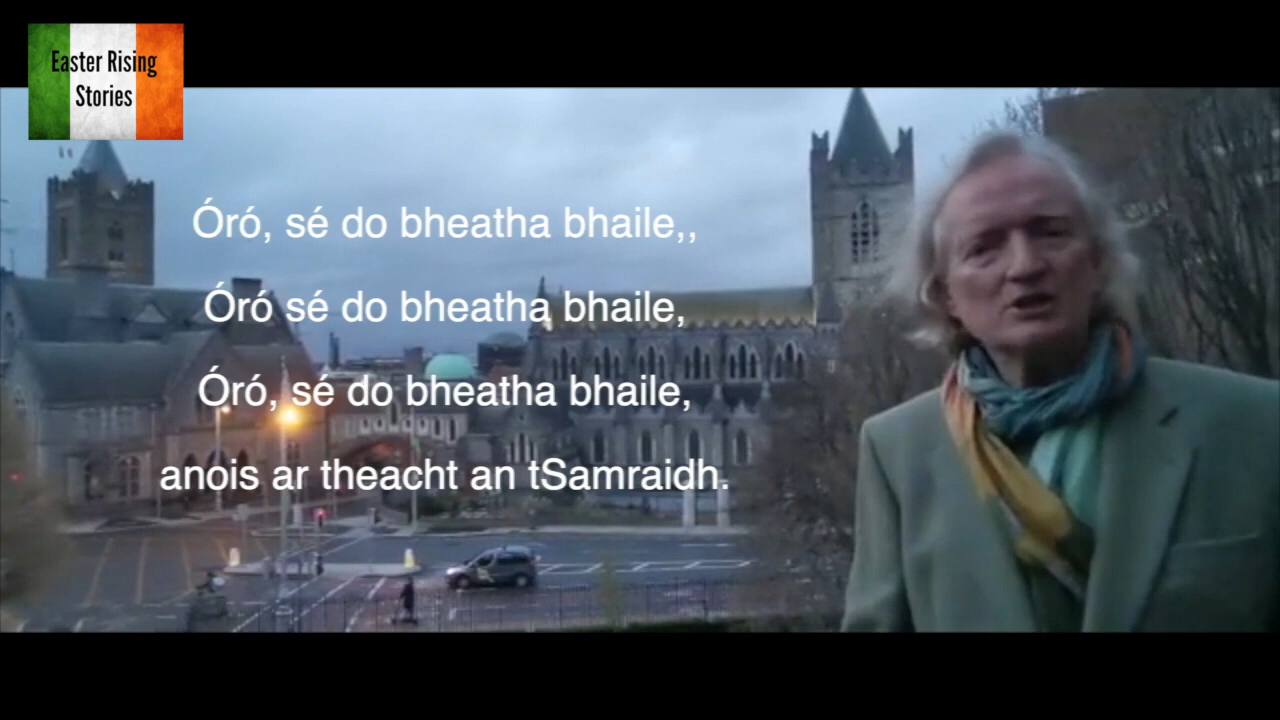 Easter Rising
Stories
Óró, sé do bheatha bhaile,,
Óró sé do bheatha bhaile,
Óró, sé do bheatha bhaile,
anois ar theacht an tSamraidh.